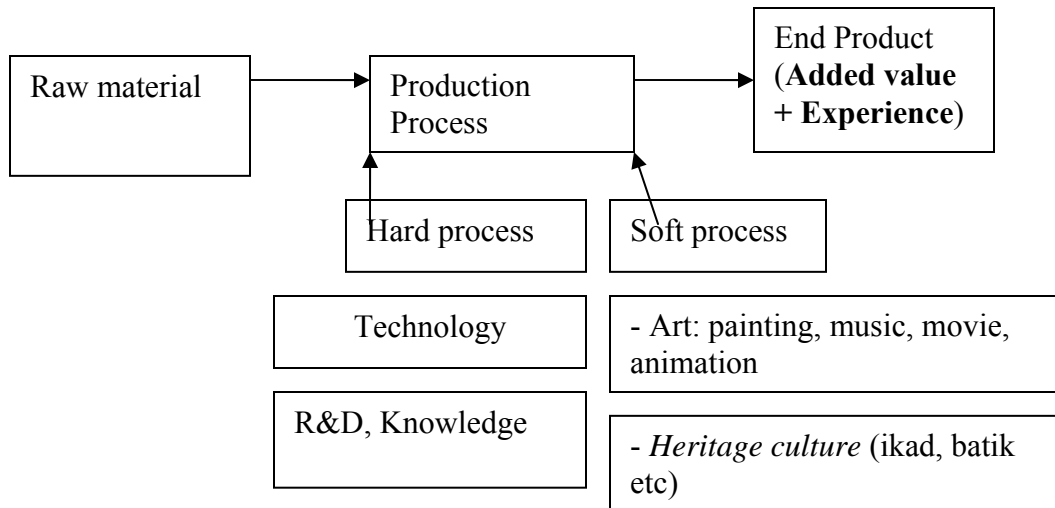 Raw material
Production
Process
End Product
(Added value
+ Experience)
Hard process
Soft process
Technology
- Art: painting, music, movie,
animation
R&D, Knowledge
- Heritage culture (ikad, batik
etc)